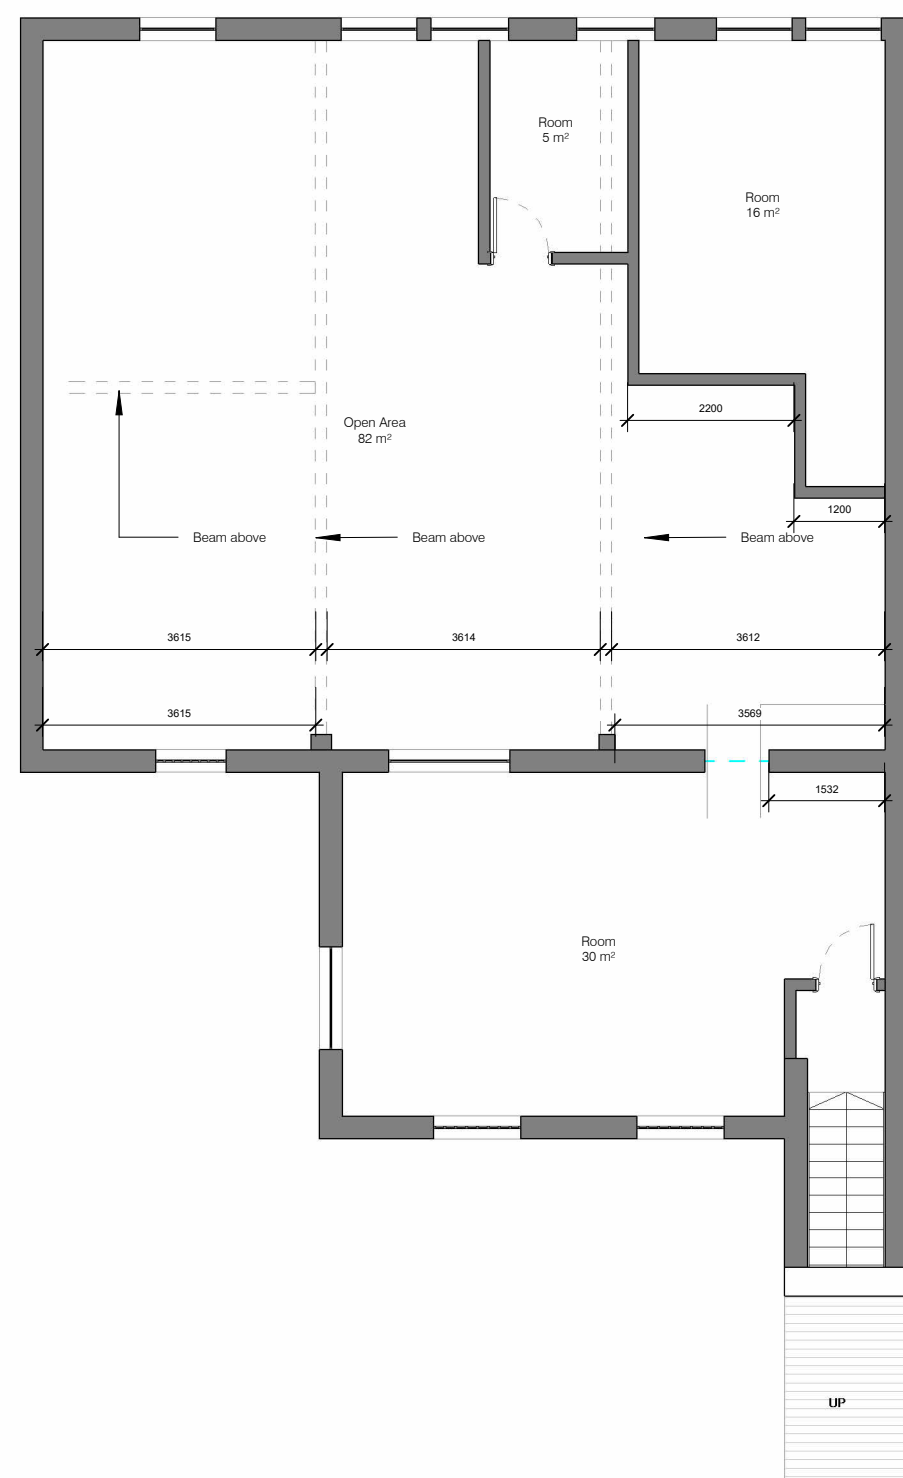 Room
5 m²
Room
16 m²
2200
Open Area
82 m²
1200
Beam above
Beam above
Beam above
3615
3614
3612
3615
3569
1532
Room
30 m²
UP